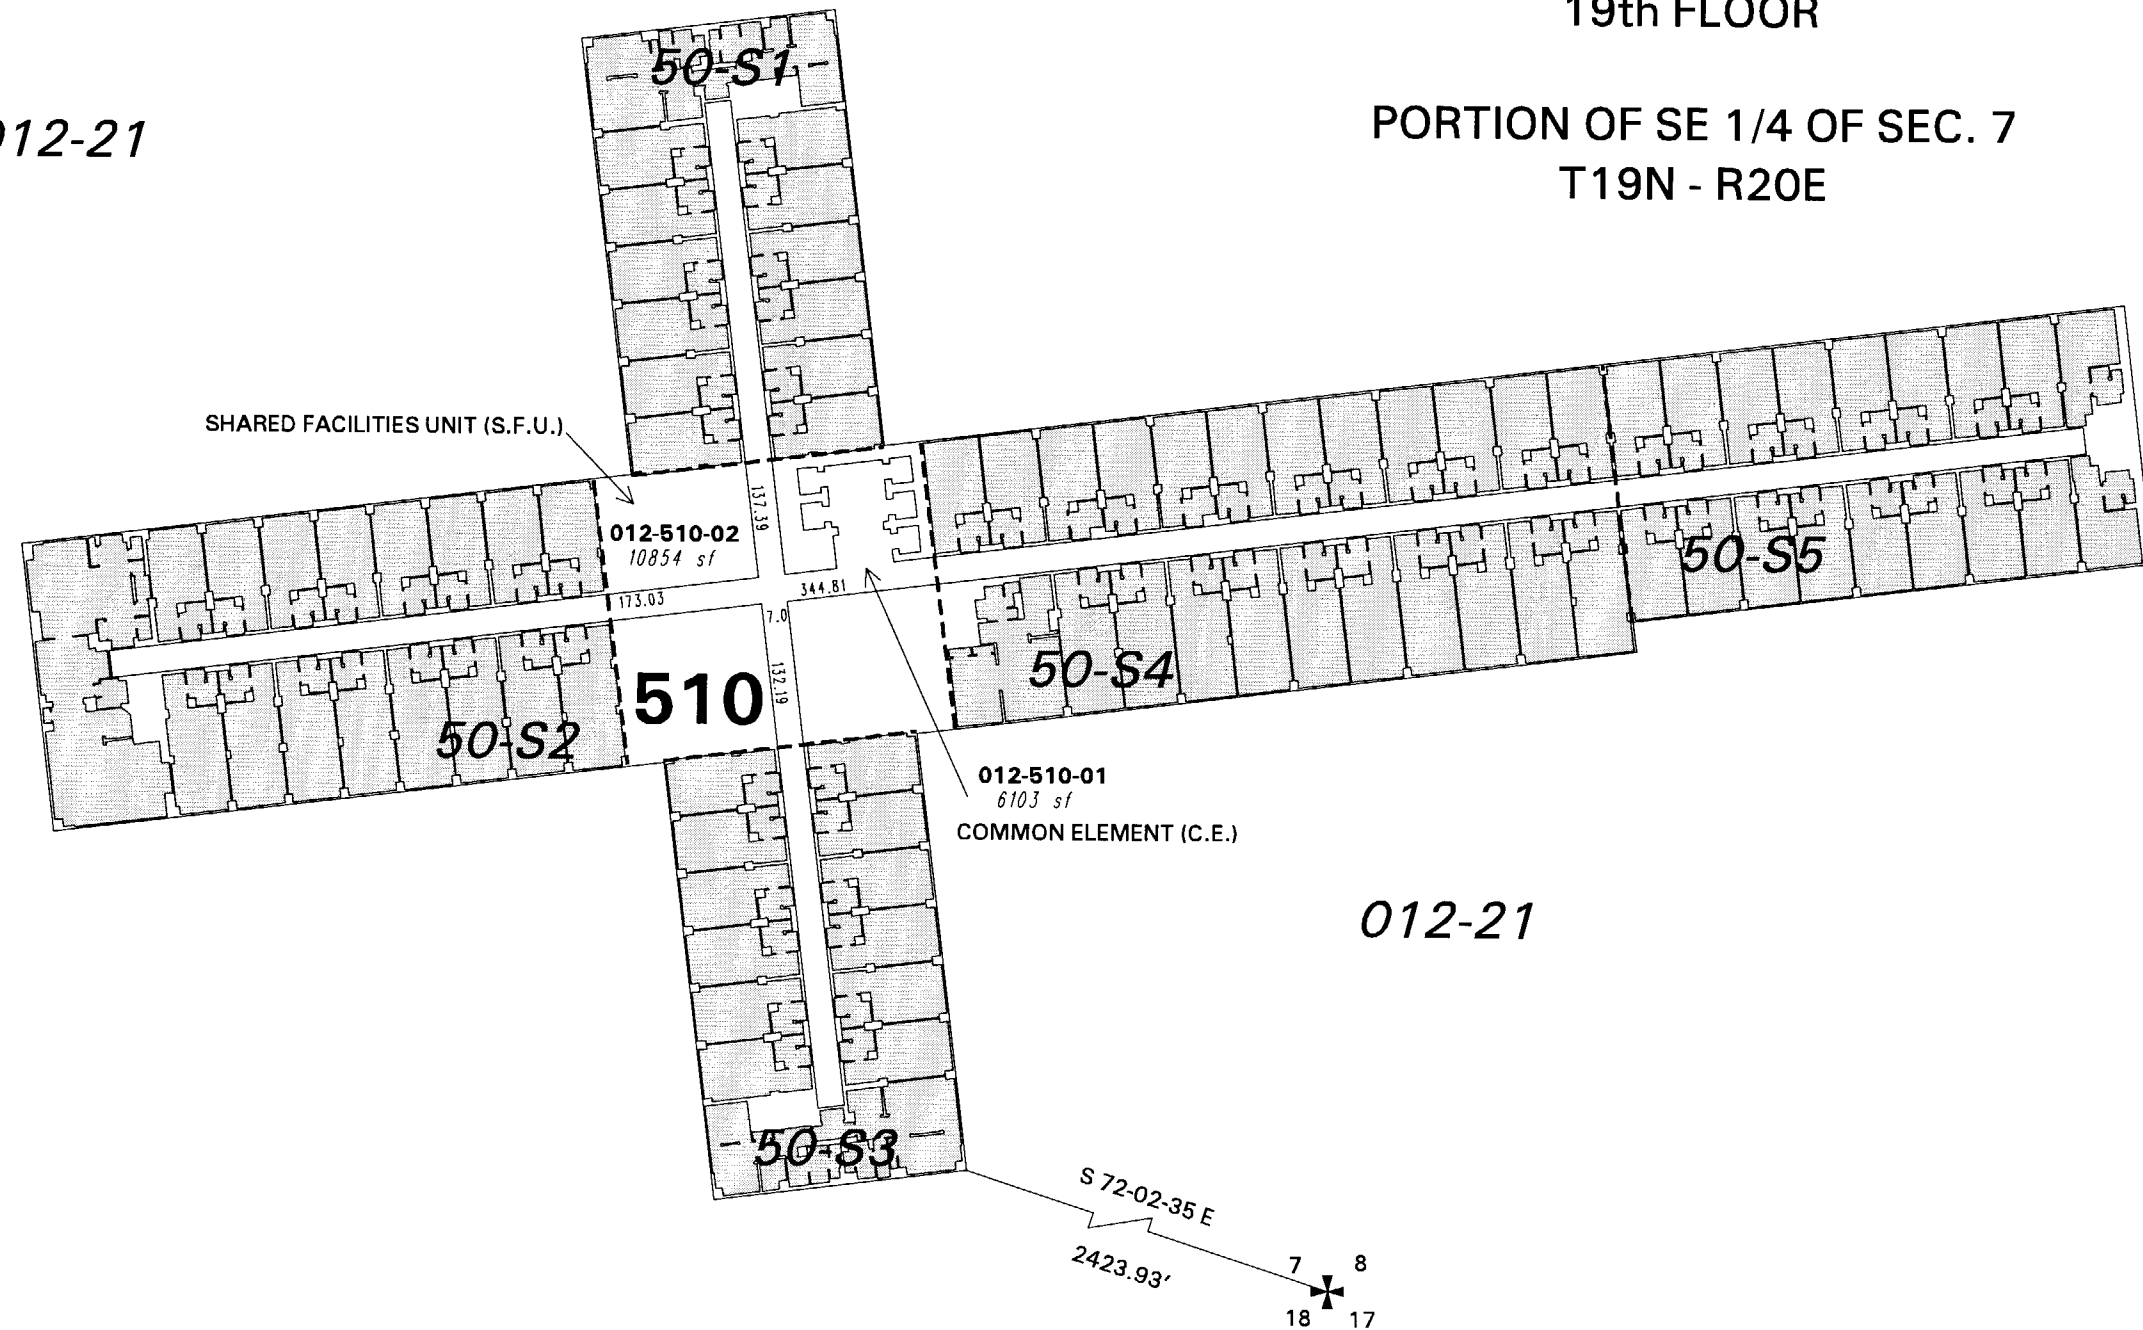 19th FLOOR
PORTION OF SE 1/4 OF SEC. 7
T19N - R20E
012-21
50-S1
SHARED FACILITIES UNIT (S.F.U.)
012-510-02
10854 sf
137.39
173.03
344.81
7.0
132.19
510
50-S2
50-S4
50-S5
012-510-01
6103 sf
COMMON ELEMENT (C.E.)
012-21
50-S3
S 72-02-35 E
2423.93'
7 8
18 17